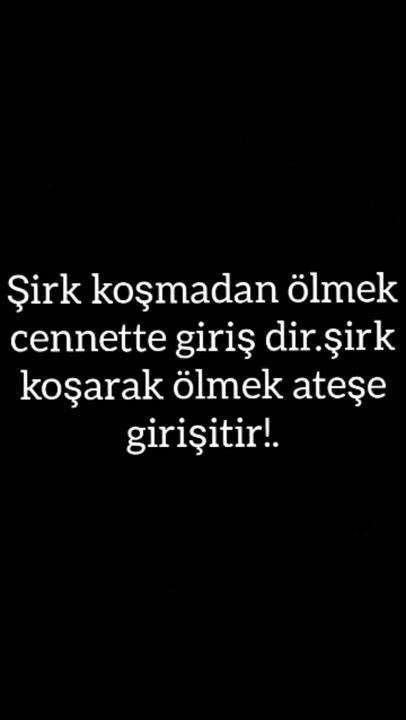 Şirk koşmadan ölmek
cennette giriş dir.şirk
koşarak ölmek ateşe
girişitir!.